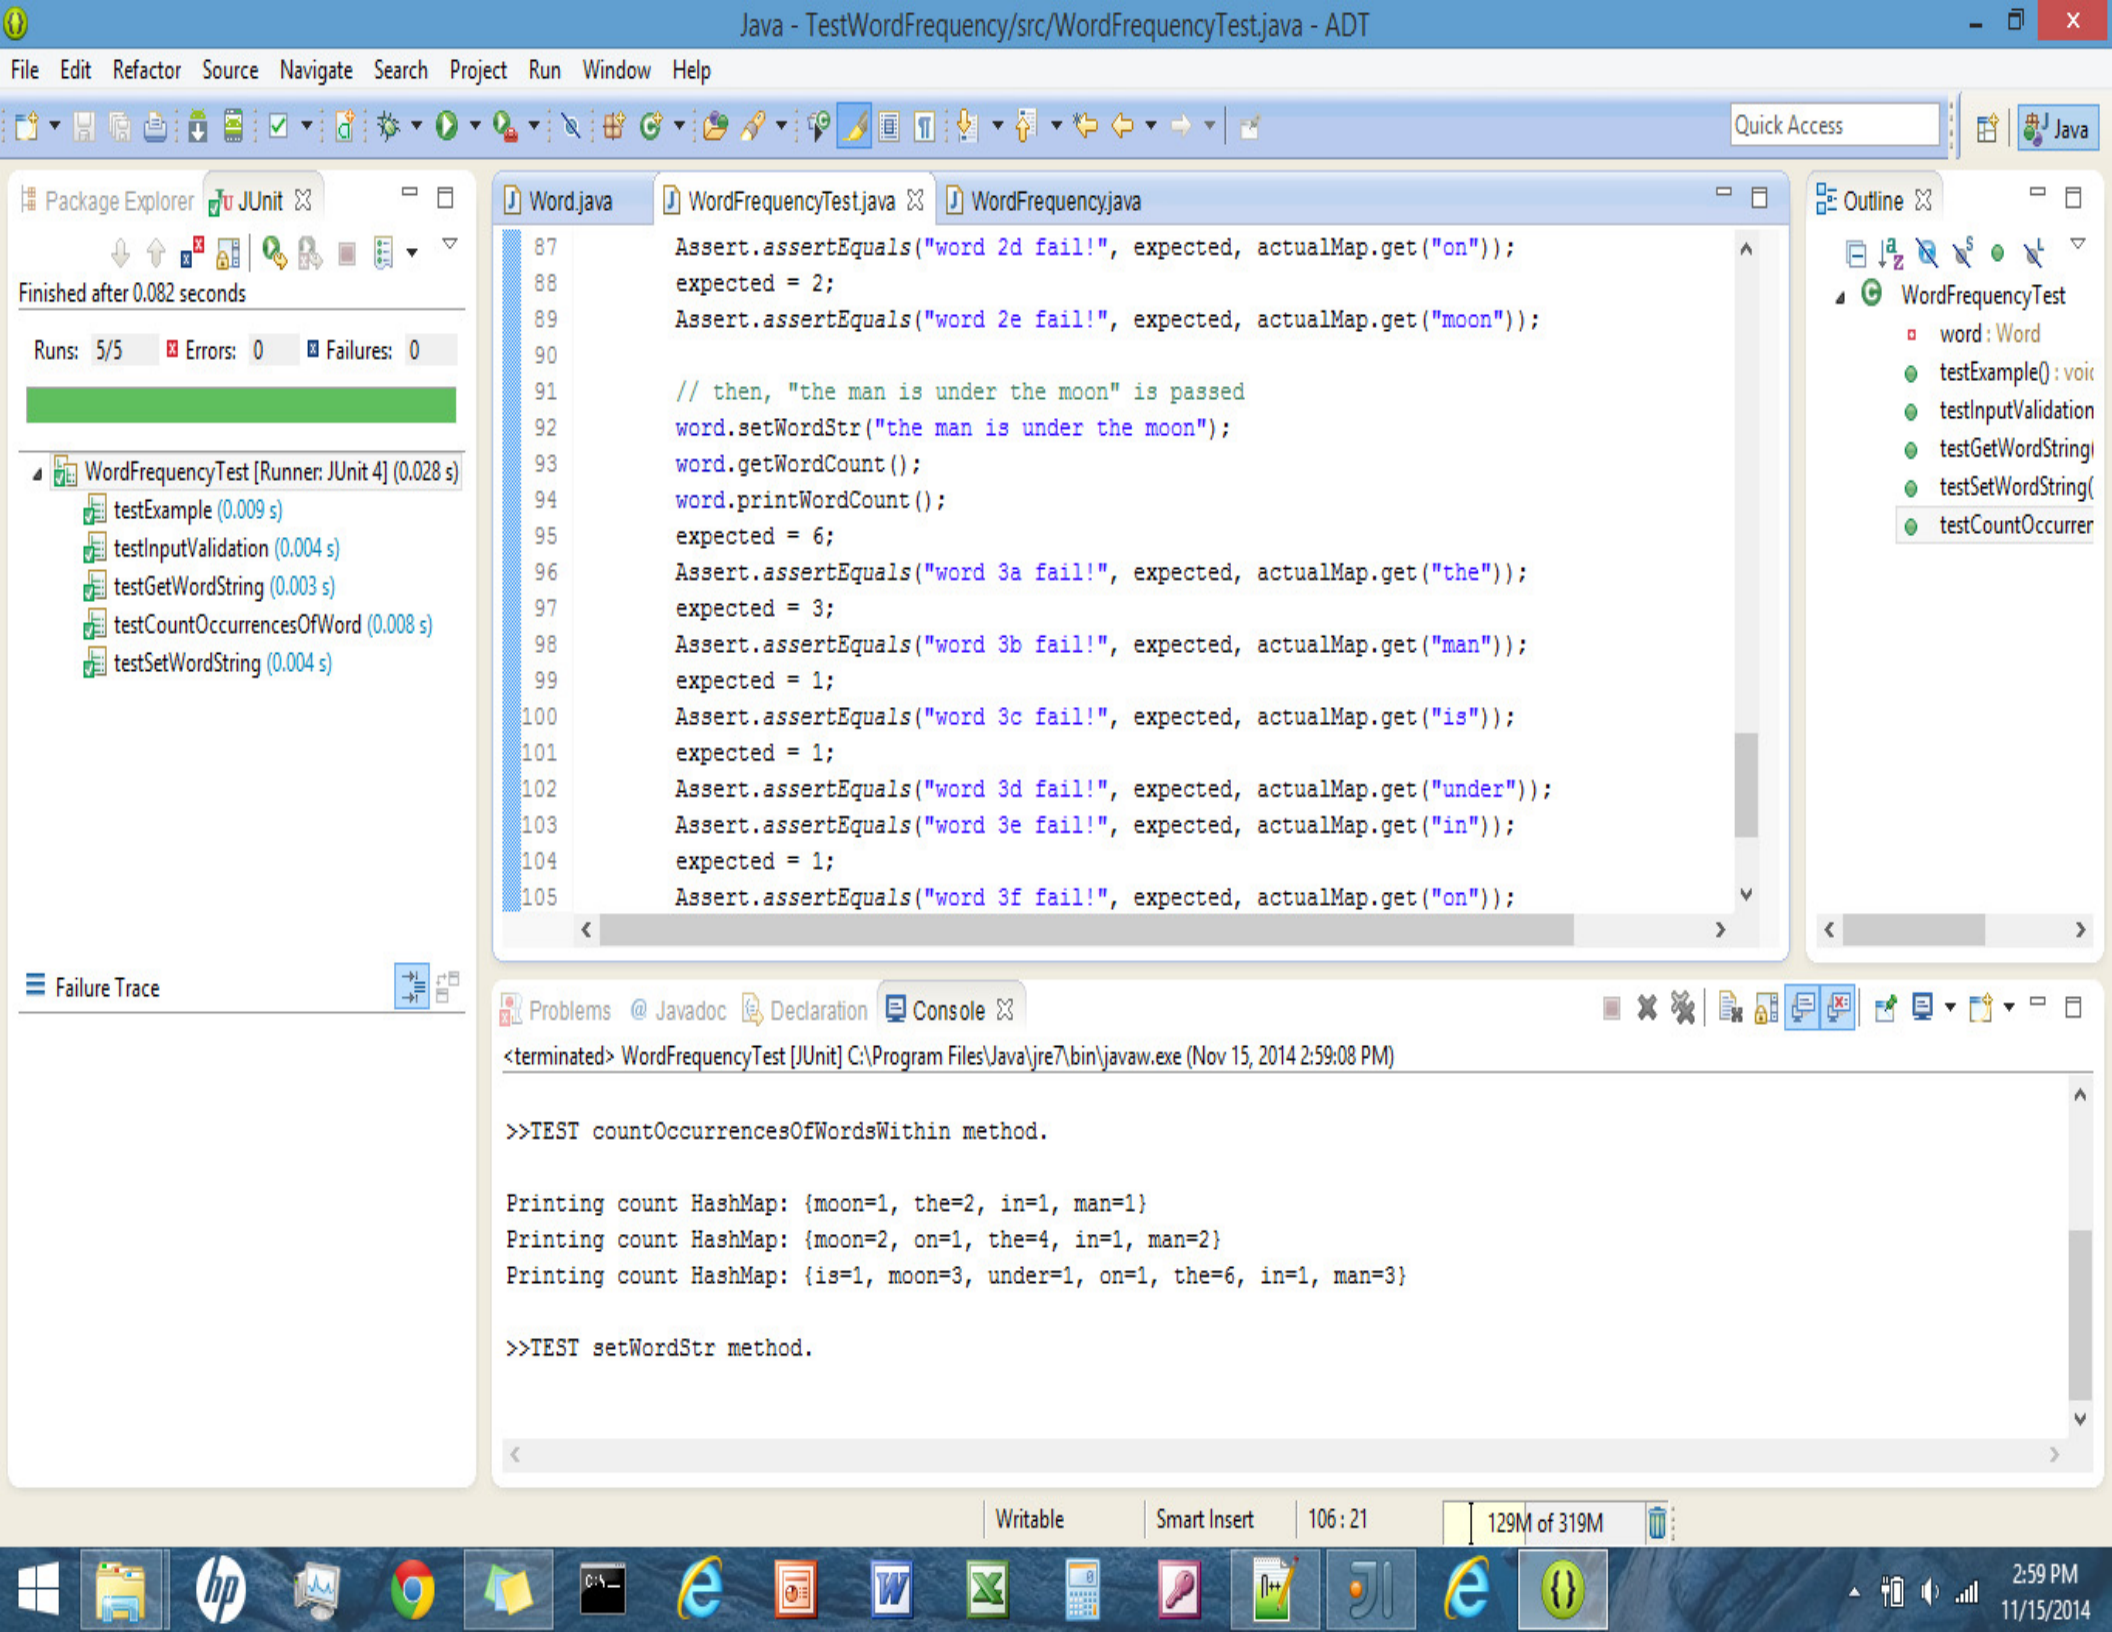 Java - TestWordFrequency/src/WordFrequencyTest.java - ADT
File Edit Refactor Source Navigate Search Project Run Window Help
Quick Access
Java
Package Explorer JUnit
Finished after 0.082 seconds
Runs: 5/5 Errors: 0 Failures: 0
WordFrequencyTest [Runner: JUnit 4] (0.028 s)
testExample (0.009 s)
testInputValidation (0.004 s)
testGetWordString (0.003 s)
testCountOccurrencesOfWord (0.008 s)
testSetWordString (0.004 s)
Failure Trace
Word.java WordFrequencyTest.java WordFrequency.java
87 Assert.assertEquals("word 2d fail!", expected, actualMap.get("on"));
88 expected = 2;
89 Assert.assertEquals("word 2e fail!", expected, actualMap.get("moon"));
90
91 // then, "the man is under the moon" is passed
92 word.setWordStr("the man is under the moon");
93 word.getWordCount();
94 word.printWordCount();
95 expected = 6;
96 Assert.assertEquals("word 3a fail!", expected, actualMap.get("the"));
97 expected = 3;
98 Assert.assertEquals("word 3b fail!", expected, actualMap.get("man"));
99 expected = 1;
100 Assert.assertEquals("word 3c fail!", expected, actualMap.get("is"));
101 expected = 1;
102 Assert.assertEquals("word 3d fail!", expected, actualMap.get("under"));
103 Assert.assertEquals("word 3e fail!", expected, actualMap.get("in"));
104 expected = 1;
105 Assert.assertEquals("word 3f fail!", expected, actualMap.get("on"));
Outline
WordFrequencyTest
word : Word
testExample() : voic
testInputValidation
testGetWordString(
testSetWordString(
testCountOccurren
Problems @ Javadoc Declaration Console
<terminated> WordFrequencyTest [JUnit] C:\Program Files\Java\jre7\bin\javaw.exe (Nov 15, 2014 2:59:08 PM)
>>TEST countOccurrencesOfWordsWithin method.
Printing count HashMap: {moon=1, the=2, in=1, man=1}
Printing count HashMap: {moon=2, on=1, the=4, in=1, man=2}
Printing count HashMap: {is=1, moon=3, under=1, on=1, the=6, in=1, man=3}
>>TEST setWordStr method.
Writable Smart Insert 106 : 21 129M of 319M
2:59 PM
11/15/2014